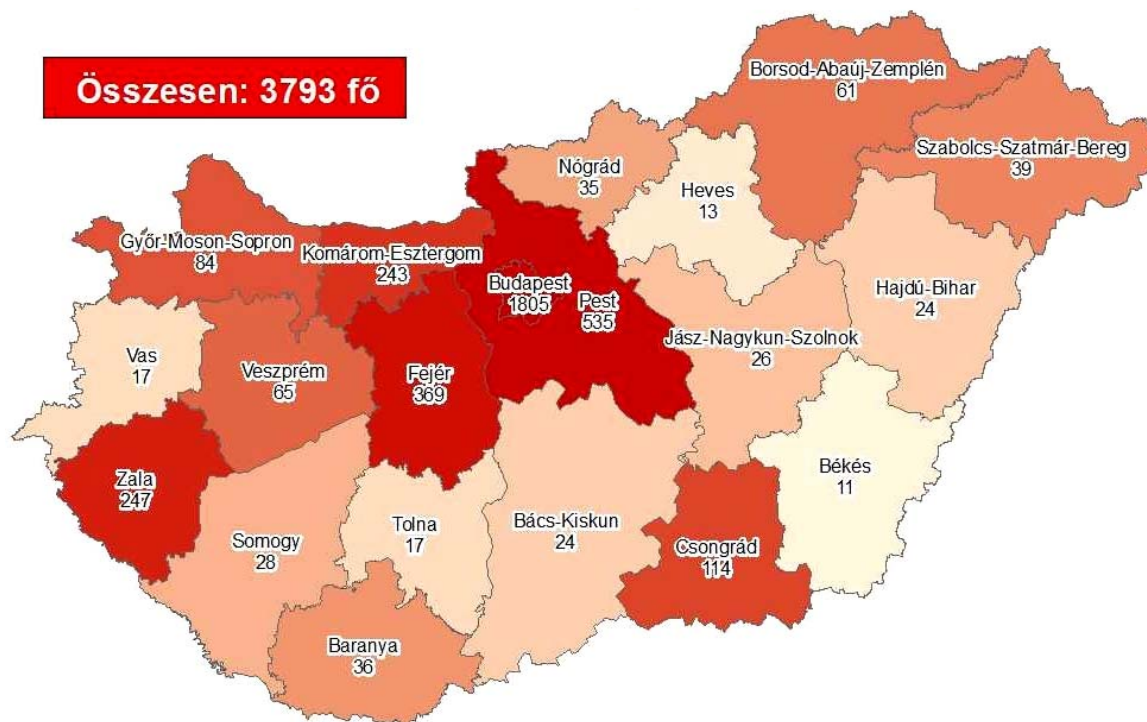 Összesen: 3793 fő
Borsod-Abaúj-Zemplén
61
Szabolcs-Szatmár-Bereg
39
Nógrád
35
Heves
13
Győr-Moson-Sopron
84
Komárom-Esztergom
243
Budapest
1805
Pest
535
Hajdú-Bihar
24
Jász-Nagykun-Szolnok
26
Vas
17
Veszprém
65
Fejér
369
Zala
247
Békés
11
Somogy
28
Tolna
17
Bács-Kiskun
24
Csongrád
114
Baranya
36